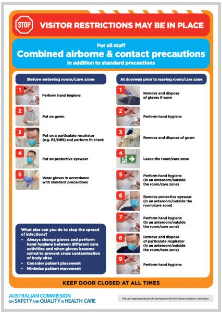 STOP
VISITOR RESTRICTIONS MAY BE IN PLACE
For all staff
Combined airborne & contact precautions
in addition to standard precautions
Before entering room/care zone
1
Perform hand hygiene
2
Put on gown
3
Put on a particulate respirator
(e.g. P2/N95) and perform fit check
4
Put on protective eyewear
5
Wear gloves in accordance
with standard precautions
What else can you do to stop the spread
of infections?
• Always change gloves and perform
hand hygiene between different care
activities and when gloves become
soiled to prevent cross contamination
of body sites
• Consider patient placement
• Minimise patient movement
At doorway prior to leaving room/care zone
1
Remove and dispose
of gloves if worn
2
Perform hand hygiene
3
Remove and dispose of gown
4
Leave the room/care zone
5
Perform hand hygiene
(in an anteroom/outside
the room/care zone)
6
Remove protective eyewear
(in an anteroom/outside the
room/care zone)
7
Perform hand hygiene
(in an anteroom/outside
the room/care zone)
8
Remove and dispose
of particulate respirator
(in an anteroom/outside
the room/care zone)
9
Perform hand hygiene
KEEP DOOR CLOSED AT ALL TIMES
AUSTRALIAN COMMISSION
ON SAFETY AND QUALITY IN HEALTH CARE